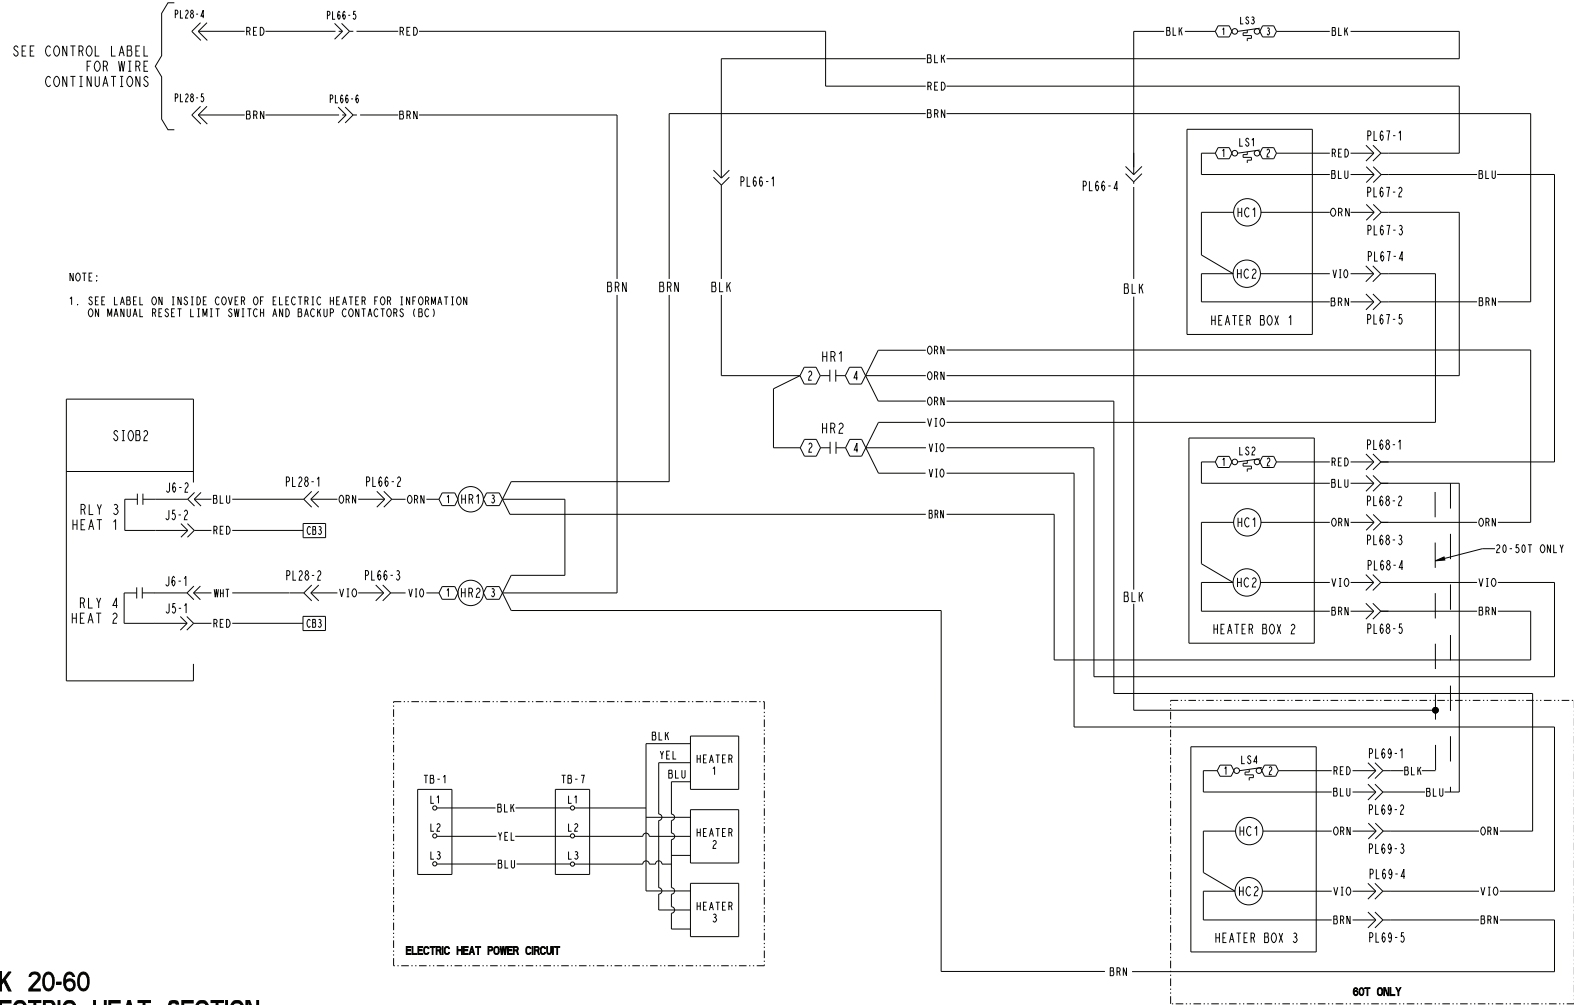 PL28-4
PL66-5
RED
RED
SEE CONTROL LABEL
FOR WIRE
CONTINUATIONS
PL28-5
PL66-6
BRN
BRN
BLK
LS3
1
3
BLK
BLK
RED
BRN
PL66-1
PL66-4
PL67-1
LS1
1
2
RED
BLU
BLU
PL67-2
HC1
ORN
PL67-3
PL67-4
HC2
VIO
BRN
BRN
HEATER BOX 1
PL67-5
NOTE:
1. SEE LABEL ON INSIDE COVER OF ELECTRIC HEATER FOR INFORMATION
ON MANUAL RESET LIMIT SWITCH AND BACKUP CONTACTORS (BC)
BRN
BRN
BLK
BLK
HR1
2
4
ORN
ORN
ORN
HR2
2
4
VIO
VIO
VIO
BRN
SIOB2
RLY 3
HEAT 1
J6-2
BLU
PL28-1
ORN
PL66-2
ORN
1
HR1
3
J5-2
RED
CB3
RLY 4
HEAT 2
J6-1
WHT
PL28-2
VIO
PL66-3
VIO
1
HR2
3
J5-1
RED
CB3
PL68-1
LS2
1
2
RED
BLU
PL68-2
HC1
ORN
ORN
PL68-3
20-50T ONLY
PL68-4
HC2
VIO
VIO
BLK
BRN
BRN
HEATER BOX 2
PL68-5
BLK
YEL
BLU
HEATER
1
TB-1
TB-7
L1
BLK
L1
L2
YEL
L2
HEATER
2
L3
BLU
L3
HEATER
3
ELECTRIC HEAT POWER CIRCUIT
PL69-1
LS4
1
2
RED
BLK
BLU
BLU
PL69-2
HC1
ORN
ORN
PL69-3
PL69-4
HC2
VIO
VIO
BRN
BRN
HEATER BOX 3
PL69-5
BRN
60T ONLY
K 20-60
ECTRIC HEAT SECTION